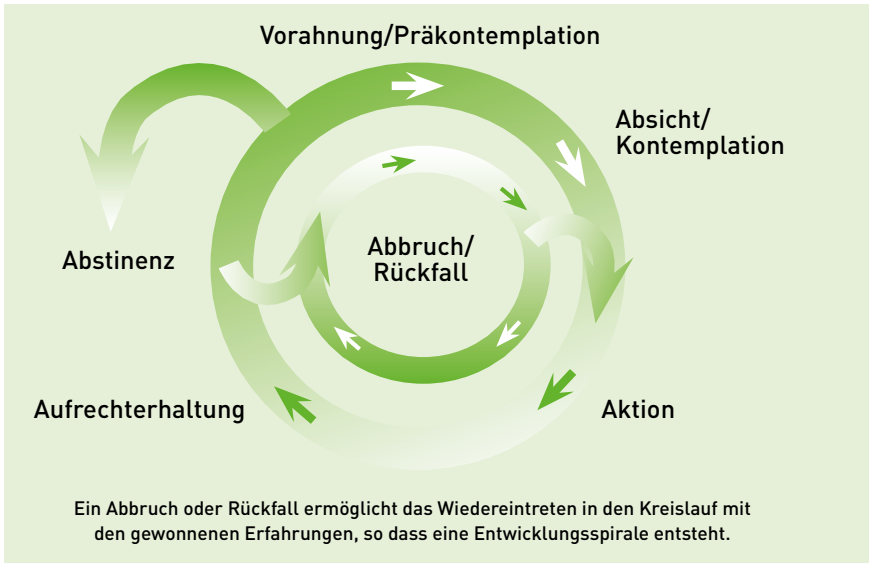 Vorahnung/Präkontemplation
Absicht/
Kontemplation
Abbruch/
Rückfall
Abstinenz
Aufrechterhaltung
Aktion
Ein Abbruch oder Rückfall ermöglicht das Wiedereintreten in den Kreislauf mit
den gewonnenen Erfahrungen, so dass eine Entwicklungsspirale entsteht.